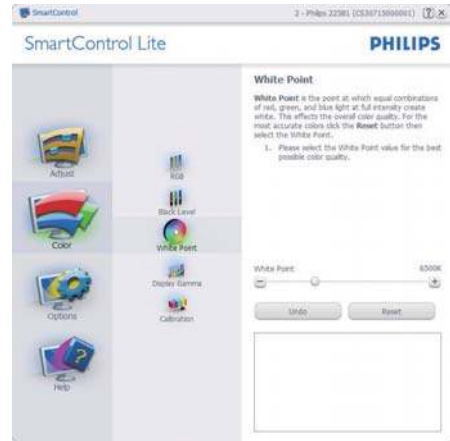 SmartControl
2 - Philips 225B1 (CS30715000001)
SmartControl Lite
PHILIPS
Adjust
Color
Options
Help
RGB
Black Level
White Point
Display Gamma
Calibration
White Point
White Point is the point at which equal combinations
of red, green, and blue light at full intensity create
white. This effects the overall color quality. For the
most accurate colors click the Reset button then
select the White Point.
1. Please select the White Point value for the best
possible color quality.
White Point
6500K
Undo
Reset